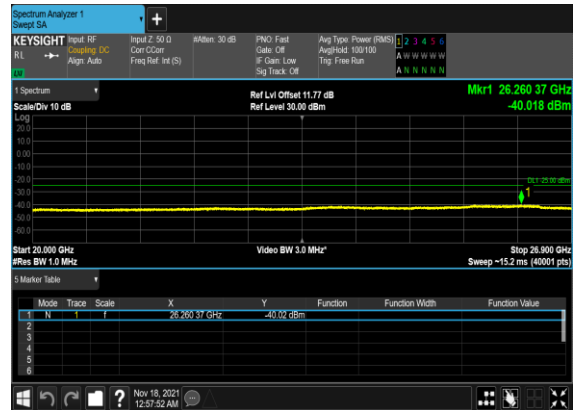 Spectrum Analyzer 1
Swept SA
+
KEYSIGHT Input: RF Input Z: 50 Ω #Atten: 30 dB PNO: Fast Avg Type: Power (RMS) 1 2 3 4 5 6
RL Coupling: DC Corr CCorr Gate: Off Avg|Hold: 100/100 A W W W W W
Align: Auto Freq Ref: Int (S) IF Gain: Low Trig: Free Run
LW Sig Track: Off A N N N N N
1 Spectrum Ref Lvl Offset 11.77 dB Mkr1 26.260 37 GHz
Scale/Div 10 dB Ref Level 30.00 dBm -40.018 dBm
Log
20.0
10.0
0.00
-10.0
-20.0
DL1 -25.00 dBm
-30.0
1
-40.0
-50.0
-60.0
Start 20.000 GHz Video BW 3.0 MHz* Stop 26.900 GHz
#Res BW 1.0 MHz Sweep ~15.2 ms (40001 pts)
5 Marker Table
Mode Trace Scale X Y Function Function Width Function Value
1 N 1 f 26.260 37 GHz -40.02 dBm
2
3
4
5
6
? Nov 18, 2021
12:57:52 AM